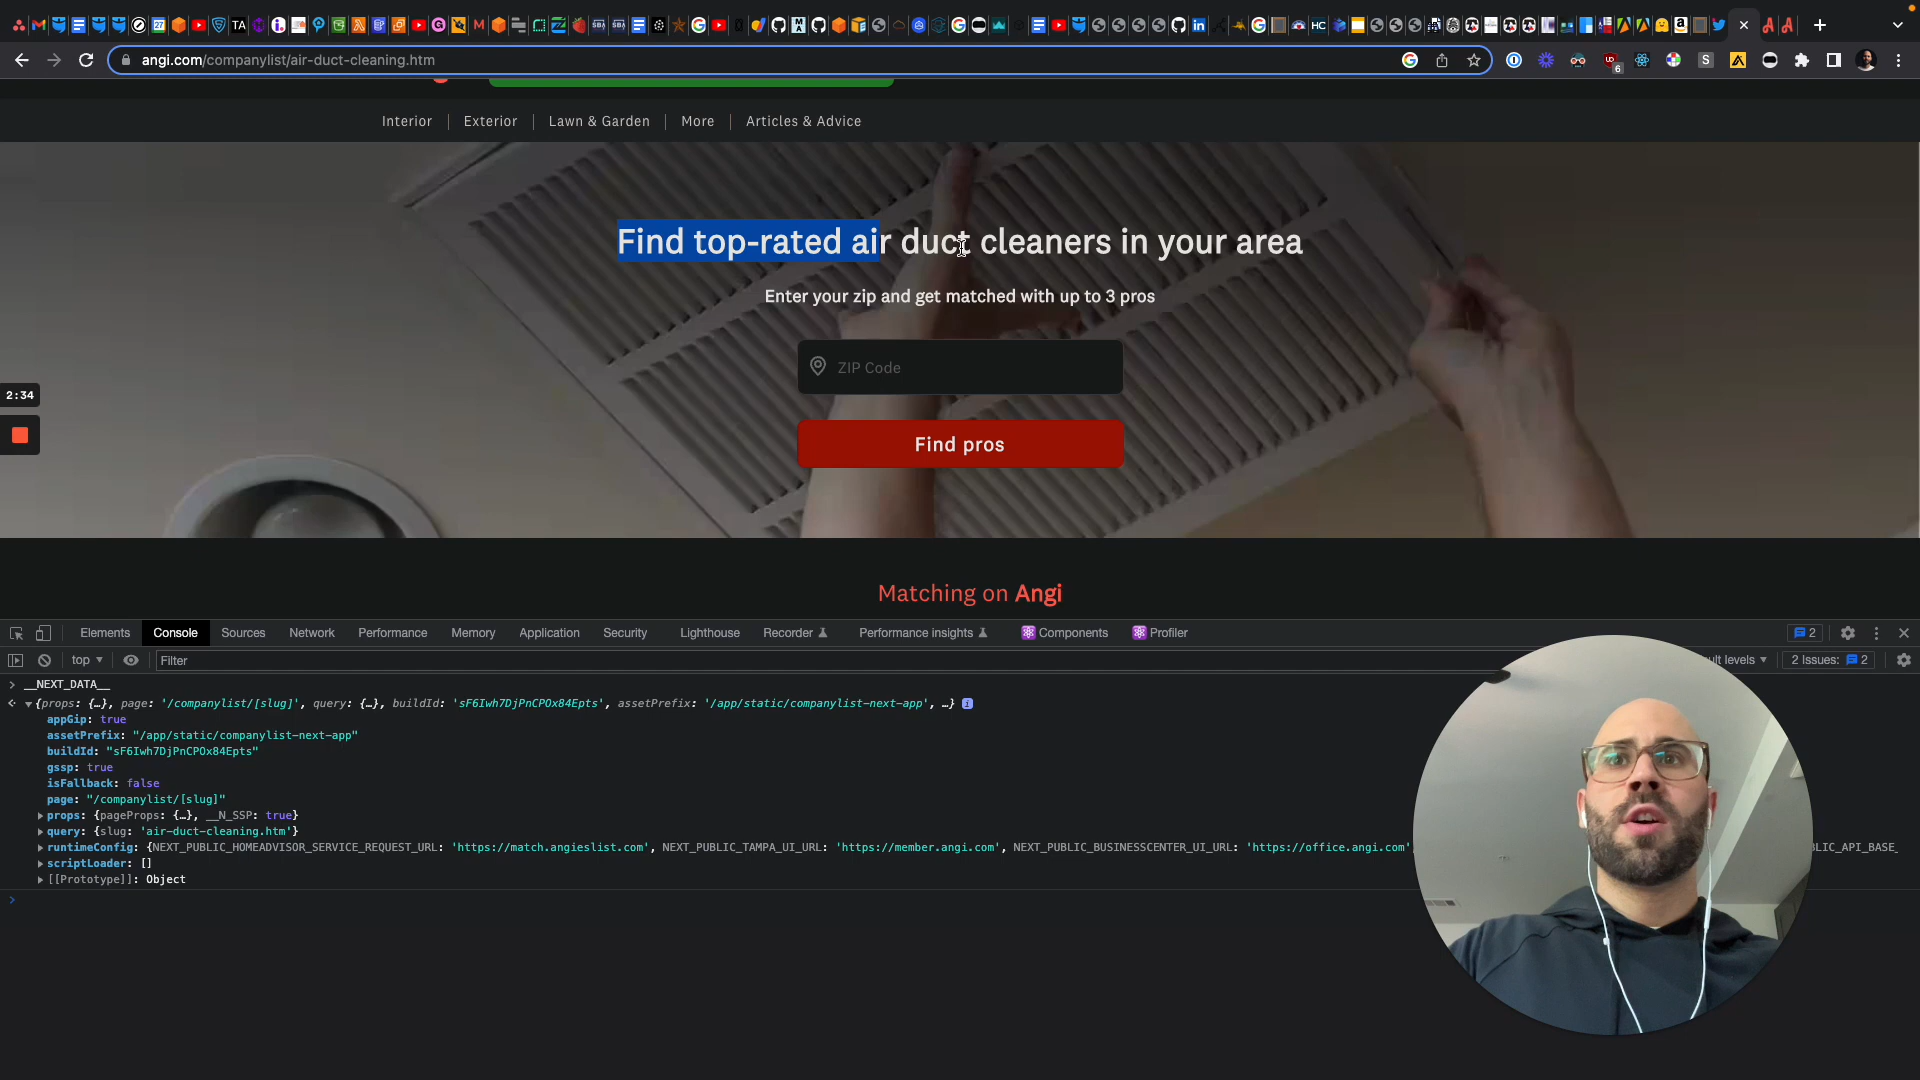 angi.com/companylist/air-duct-cleaning.htm
6
S
Interior | Exterior | Lawn & Garden | More | Articles & Advice
Find top-rated air duct cleaners in your area
Enter your zip and get matched with up to 3 pros
ZIP Code
2:34
Find pros
Matching on Angi
Elements Console Sources Network Performance Memory Application Security Lighthouse Recorder Performance insights Components Profiler 2
top Filter ult levels 2 Issues: 2
__NEXT_DATA__
{props: {…}, page: '/companylist/[slug]', query: {…}, buildId: 'sF6Iwh7DjPnCPOx84Epts', assetPrefix: '/app/static/companylist-next-app', …} i
appGip: true
assetPrefix: "/app/static/companylist-next-app"
buildId: "sF6Iwh7DjPnCPOx84Epts"
gssp: true
isFallback: false
page: "/companylist/[slug]"
props: {pageProps: {…}, __N_SSP: true}
query: {slug: 'air-duct-cleaning.htm'}
runtimeConfig: {NEXT_PUBLIC_HOMEADVISOR_SERVICE_REQUEST_URL: 'https://match.angieslist.com', NEXT_PUBLIC_TAMPA_UI_URL: 'https://member.angi.com', NEXT_PUBLIC_BUSINESSCENTER_UI_URL: 'https://office.angi.com' LIC_API_BASE_
scriptLoader: []
[[Prototype]]: Object